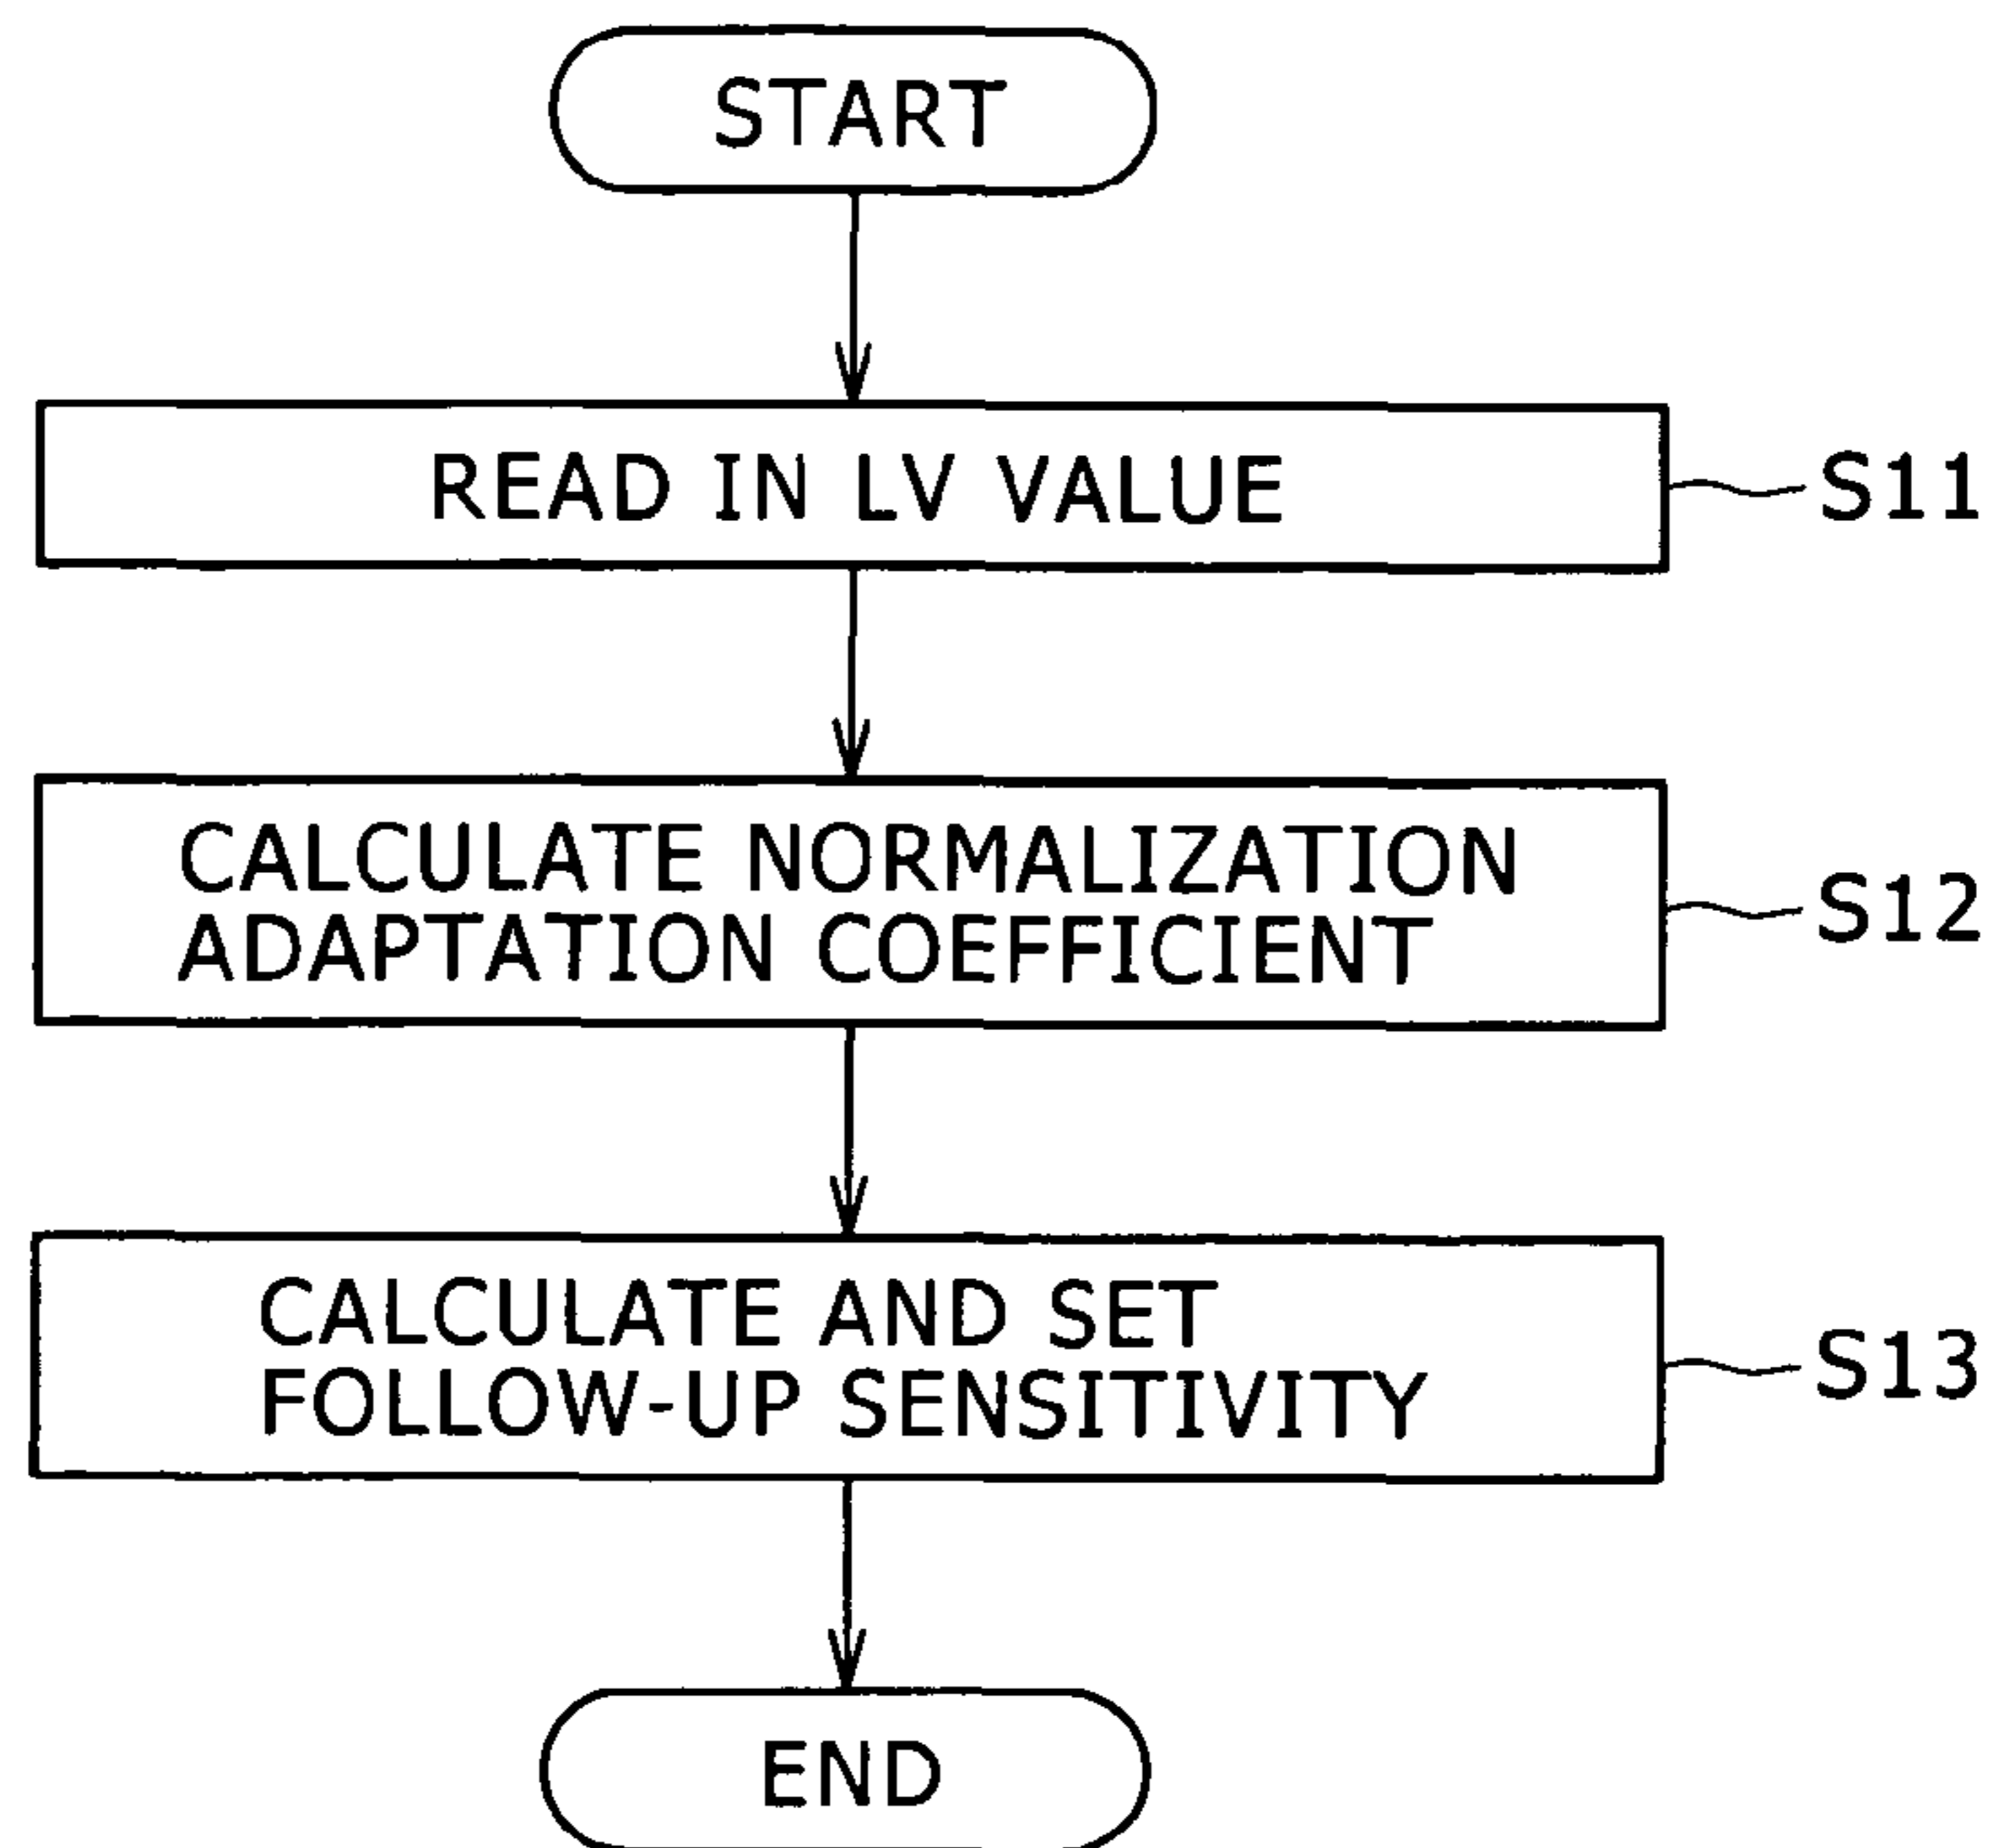 START
READ IN LV VALUE
S11
CALCULATE NORMALIZATION
ADAPTATION COEFFICIENT
S12
CALCULATE AND SET
FOLLOW-UP SENSITIVITY
S13
END